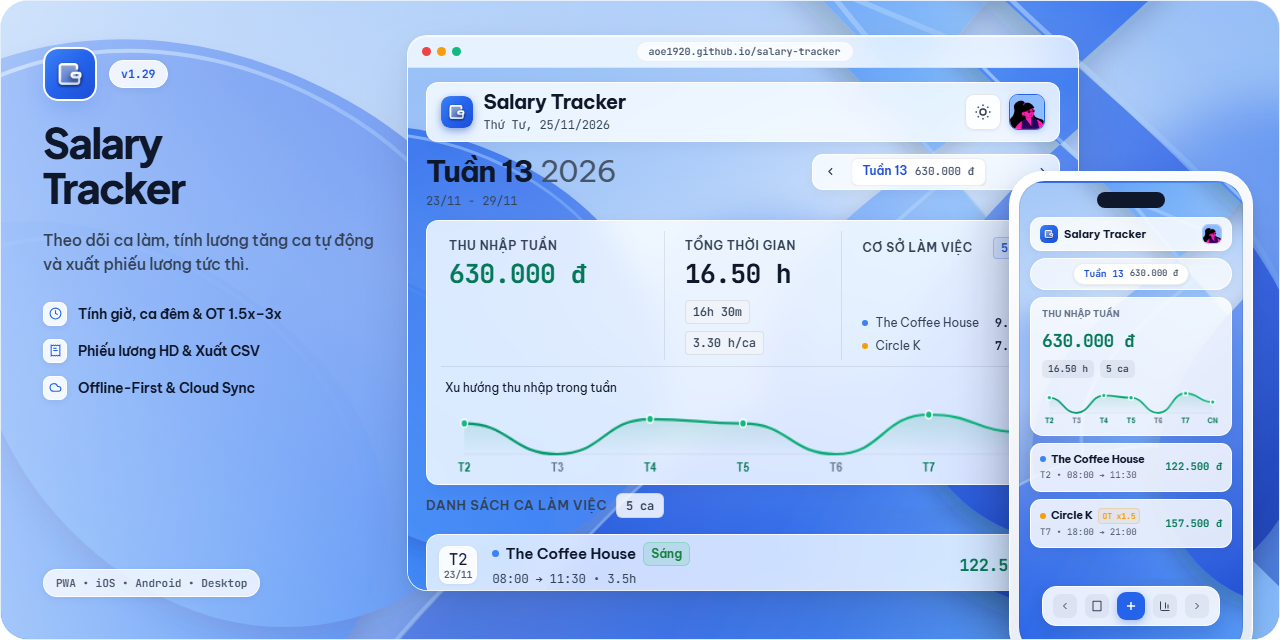 v1.29
Salary
Tracker
Theo dõi ca làm, tính lương tăng ca tự động
và xuất phiếu lương tức thì.
Tính giờ, ca đêm & OT 1.5x–3x
Phiếu lương HD & Xuất CSV
Offline-First & Cloud Sync
PWA • iOS • Android • Desktop
aoe1920.github.io/salary-tracker
Salary Tracker
Thứ Tư, 25/11/2026
Tuần 13 2026
23/11 - 29/11
‹ Tuần 13 630.000 đ ›
THU NHẬP TUẦN
630.000 đ
TỔNG THỜI GIAN
16.50 h
16h 30m
3.30 h/ca
CƠ SỞ LÀM VIỆC 5
The Coffee House 9.
Circle K 7.
Xu hướng thu nhập trong tuần
T2 T3 T4 T5 T6 T7
DANH SÁCH CA LÀM VIỆC 5 ca
T2
23/11
The Coffee House Sáng
08:00 → 11:30 • 3.5h
122.5
Salary Tracker
Tuần 13 630.000 đ
THU NHẬP TUẦN
630.000 đ
16.50 h 5 ca
T2 T3 T4 T5 T6 T7 CN
The Coffee House
T2 • 08:00 → 11:30
122.500 đ
Circle K OT x1.5
T7 • 18:00 → 21:00
157.500 đ